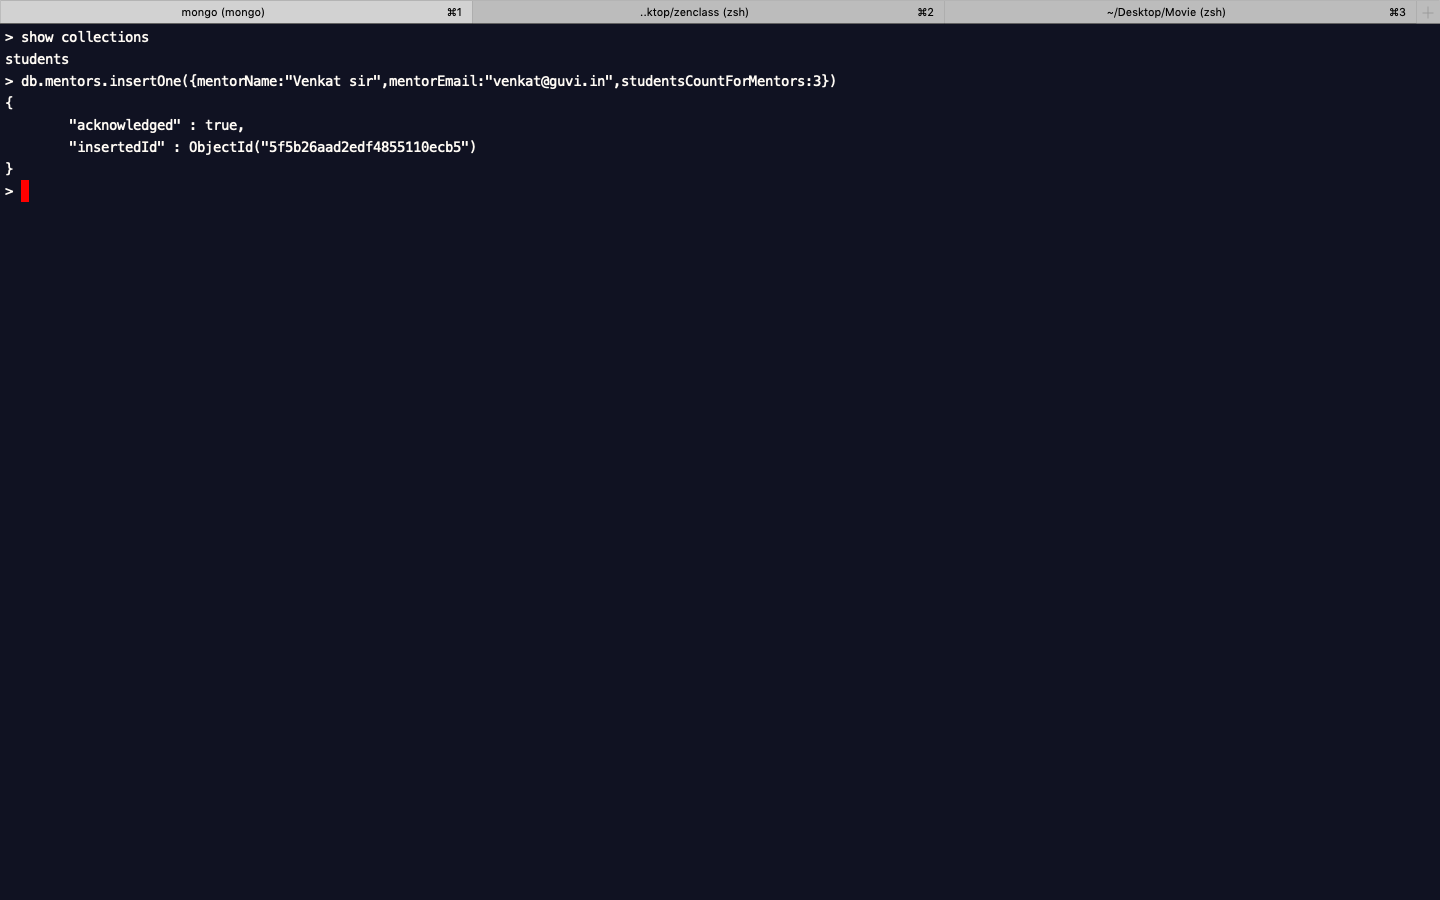 mongo (mongo) ⌘1 ..ktop/zenclass (zsh) ⌘2 ~/Desktop/Movie (zsh) ⌘3 +
> show collections
students
> db.mentors.insertOne({mentorName:"Venkat sir",mentorEmail:"venkat@guvi.in",studentsCountForMentors:3})
{
        "acknowledged" : true,
        "insertedId" : ObjectId("5f5b26aad2edf4855110ecb5")
}
>